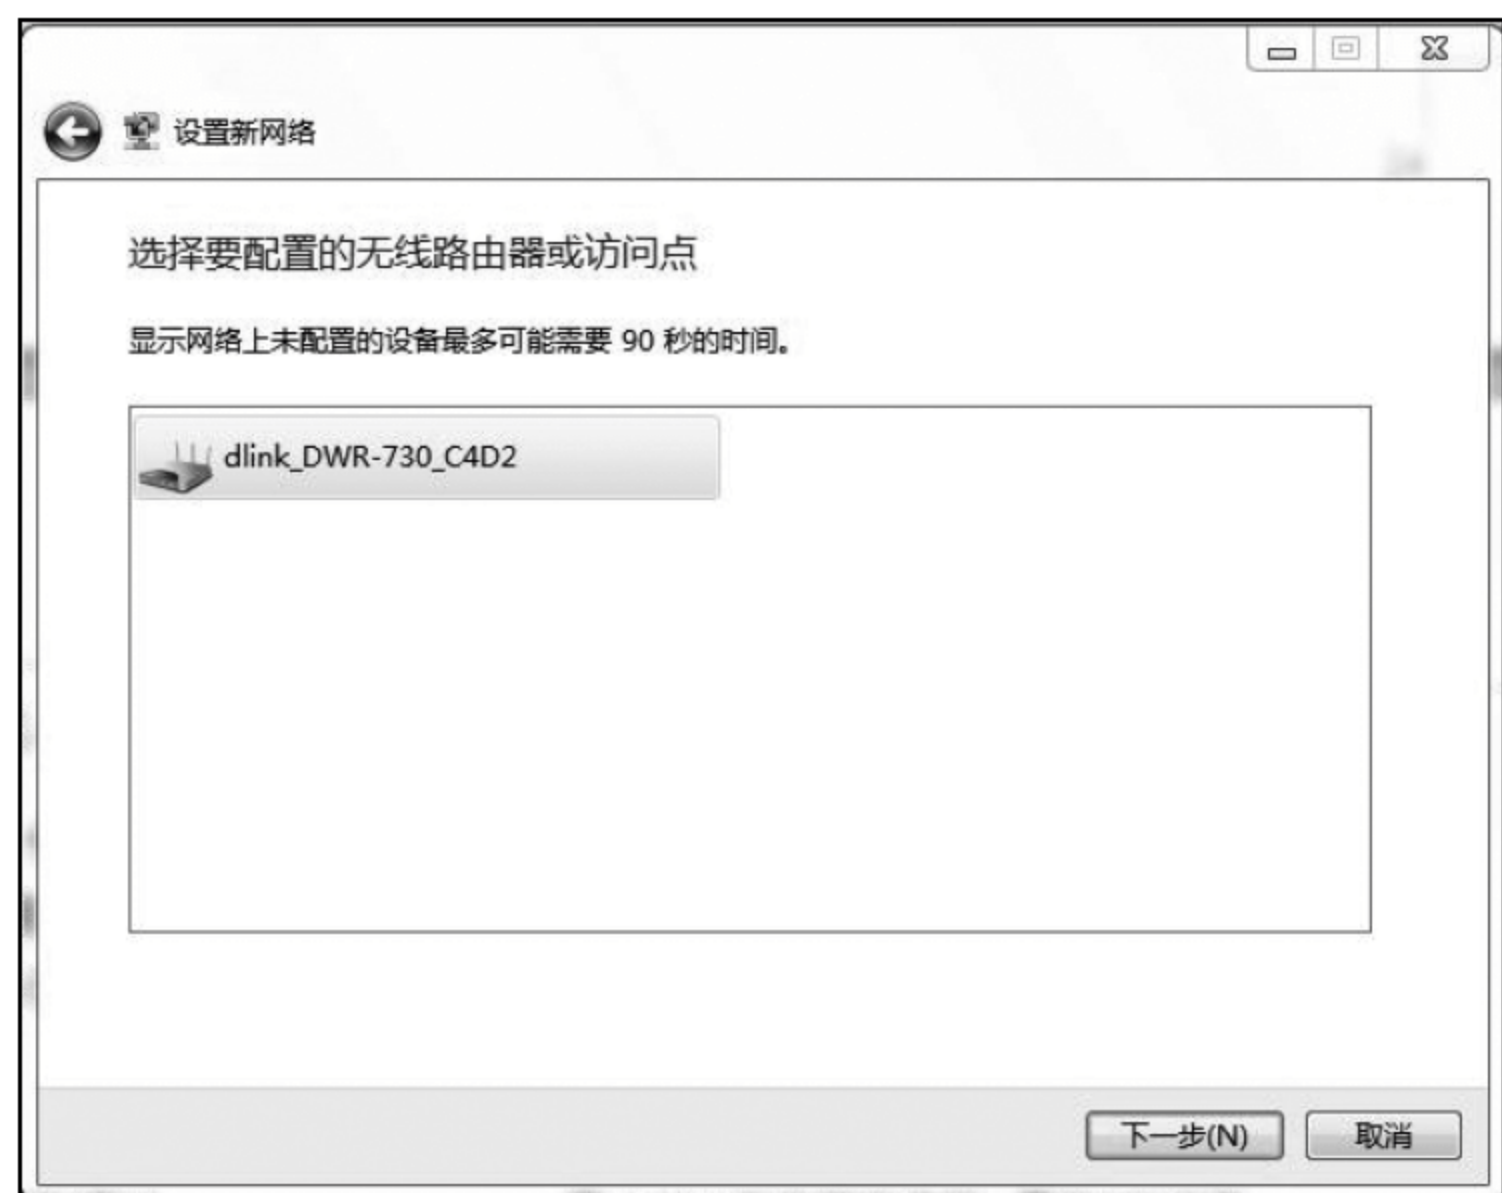 设置新网络
选择要配置的无线路由器或访问点
显示网络上未配置的设备最多可能需要 90 秒的时间。
dlink_DWR-730_C4D2
下一步(N)
取消